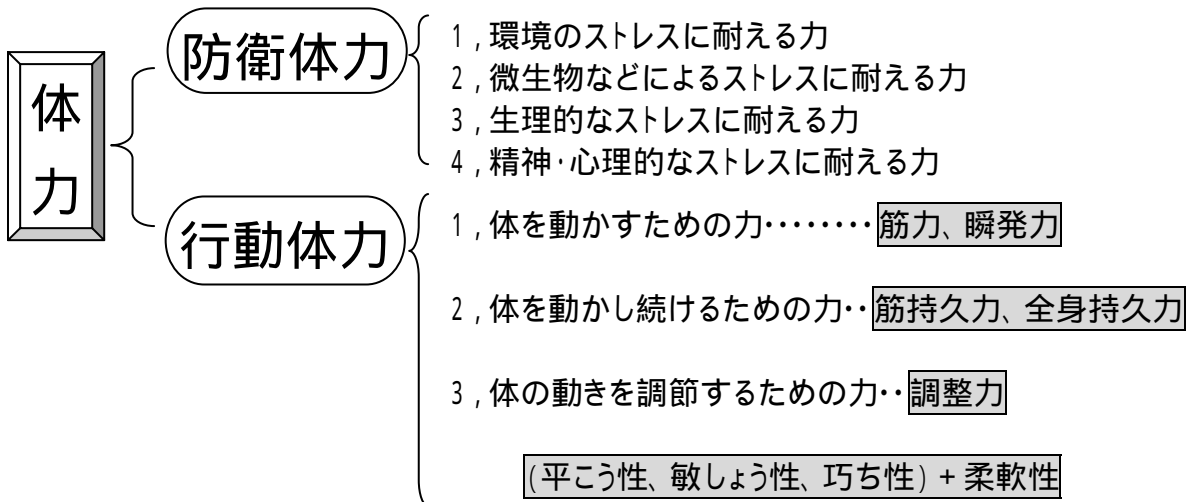 体力
防衛体力
1,環境のストレスに耐える力
2,微生物などによるストレスに耐える力
3,生理的なストレスに耐える力
4,精神・心理的なストレスに耐える力
行動体力
1,体を動かすための力・・・・・・・・筋力、瞬発力
2,体を動かし続けるための力・・筋持久力、全身持久力
3,体の動きを調節するための力・・調整力
(平こう性、敏しょう性、巧ち性)+柔軟性